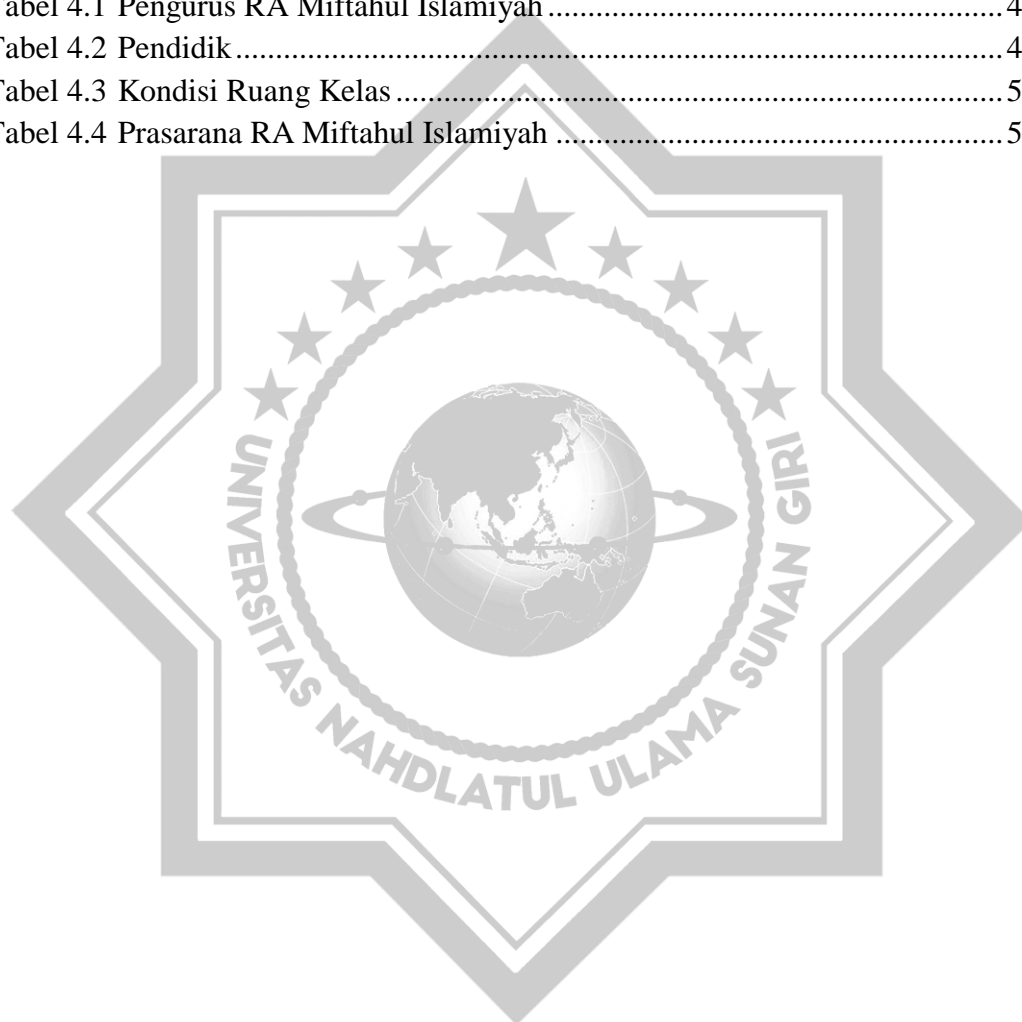 Tabel 4.1 Pengurus RA Miftahul Islamiyah ........................................................ 4
Tabel 4.2 Pendidik ................................................................................................ 4
Tabel 4.3 Kondisi Ruang Kelas ............................................................................ 5
Tabel 4.4 Prasarana RA Miftahul Islamiyah ....................................................... 5
UNIVERSITAS NAHDLATUL ULAMA SUNAN GIRI